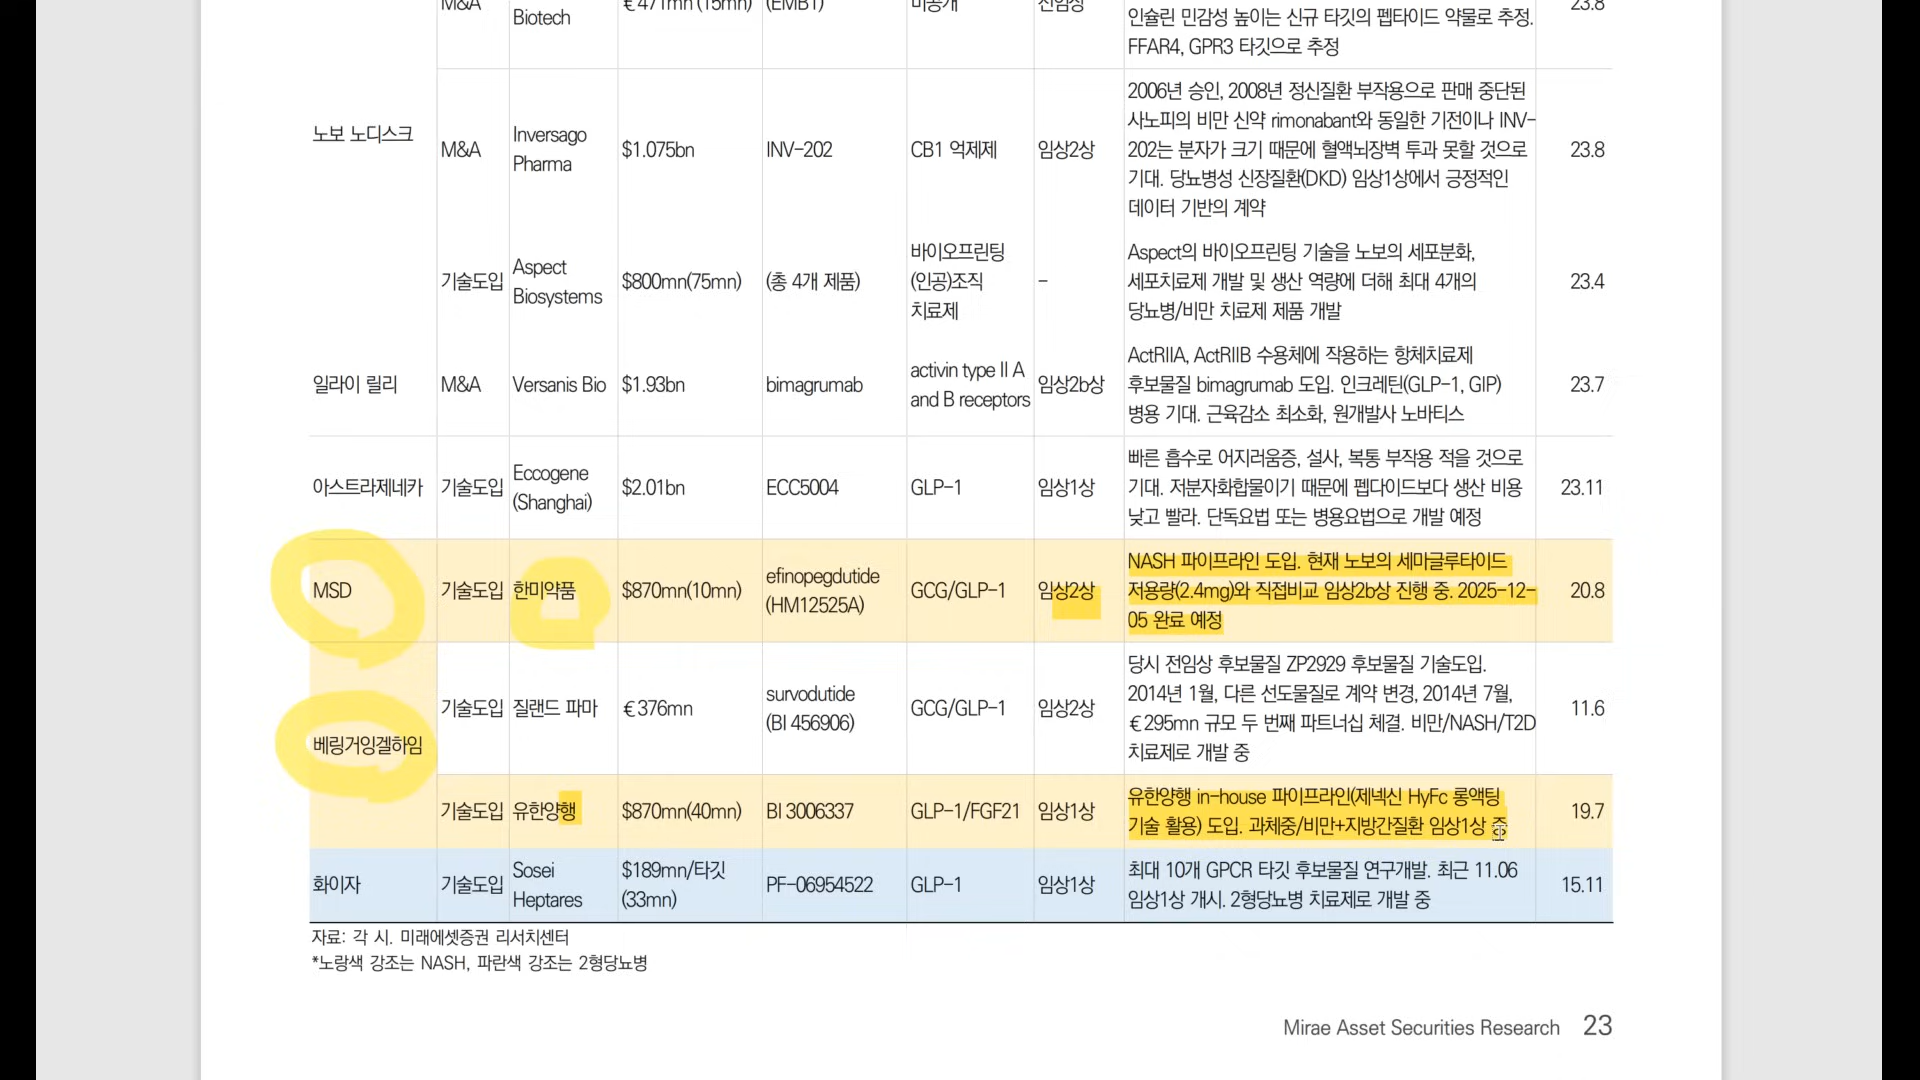 M&A
Biotech
€471mn(15mn)
(EMB1)
미공개
전임상
23.8
인슐린 민감성 높이는 신규 타깃의 펩타이드 약물로 추정.
FFAR4, GPR3 타깃으로 추정
노보 노디스크
M&A
Inversago
Pharma
$1.075bn
INV-202
CB1 억제제
임상2상
2006년 승인, 2008년 정신질환 부작용으로 판매 중단된
사노피의 비만 신약 rimonabant와 동일한 기전이나 INV-
202는 분자가 크기 때문에 혈액뇌장벽 투과 못할 것으로
기대. 당뇨병성 신장질환(DKD) 임상1상에서 긍정적인
데이터 기반의 계약
23.8
기술도입
Aspect
Biosystems
$800mn(75mn)
(총 4개 제품)
바이오프린팅
(인공)조직
치료제
-
Aspect의 바이오프린팅 기술을 노보의 세포분화,
세포치료제 개발 및 생산 역량에 더해 최대 4개의
당뇨병/비만 치료제 제품 개발
23.4
일라이 릴리
M&A
Versanis Bio
$1.93bn
bimagrumab
activin type II A
and B receptors
임상2b상
ActRIIA, ActRIIB 수용체에 작용하는 항체치료제
후보물질 bimagrumab 도입. 인크레틴(GLP-1, GIP)
병용 기대. 근육감소 최소화, 원개발사 노바티스
23.7
아스트라제네카
기술도입
Eccogene
(Shanghai)
$2.01bn
ECC5004
GLP-1
임상1상
빠른 흡수로 어지러움증, 설사, 복통 부작용 적을 것으로
기대. 저분자화합물이기 때문에 펩다이드보다 생산 비용
낮고 빨라. 단독요법 또는 병용요법으로 개발 예정
23.11
MSD
기술도입
한미약품
$870mn(10mn)
efinopegdutide
(HM12525A)
GCG/GLP-1
임상2상
NASH 파이프라인 도입. 현재 노보의 세마글루타이드
저용량(2.4mg)와 직접비교 임상2b상 진행 중. 2025-12-
05 완료 예정
20.8
베링거잉겔하임
기술도입
질랜드 파마
€376mn
survodutide
(BI 456906)
GCG/GLP-1
임상2상
당시 전임상 후보물질 ZP2929 후보물질 기술도입.
2014년 1월, 다른 선도물질로 계약 변경, 2014년 7월,
€295mn 규모 두 번째 파트너십 체결. 비만/NASH/T2D
치료제로 개발 중
11.6
기술도입
유한양행
$870mn(40mn)
BI 3006337
GLP-1/FGF21
임상1상
유한양행 in-house 파이프라인(제넥신 HyFc 롱액팅
기술 활용) 도입. 과체중/비만+지방간질환 임상1상 중
19.7
화이자
기술도입
Sosei
Heptares
$189mn/타깃
(33mn)
PF-06954522
GLP-1
임상1상
최대 10개 GPCR 타깃 후보물질 연구개발. 최근 11.06
임상1상 개시. 2형당뇨병 치료제로 개발 중
15.11
자료: 각 시. 미래에셋증권 리서치센터
*노랑색 강조는 NASH, 파란색 강조는 2형당뇨병
Mirae Asset Securities Research 23